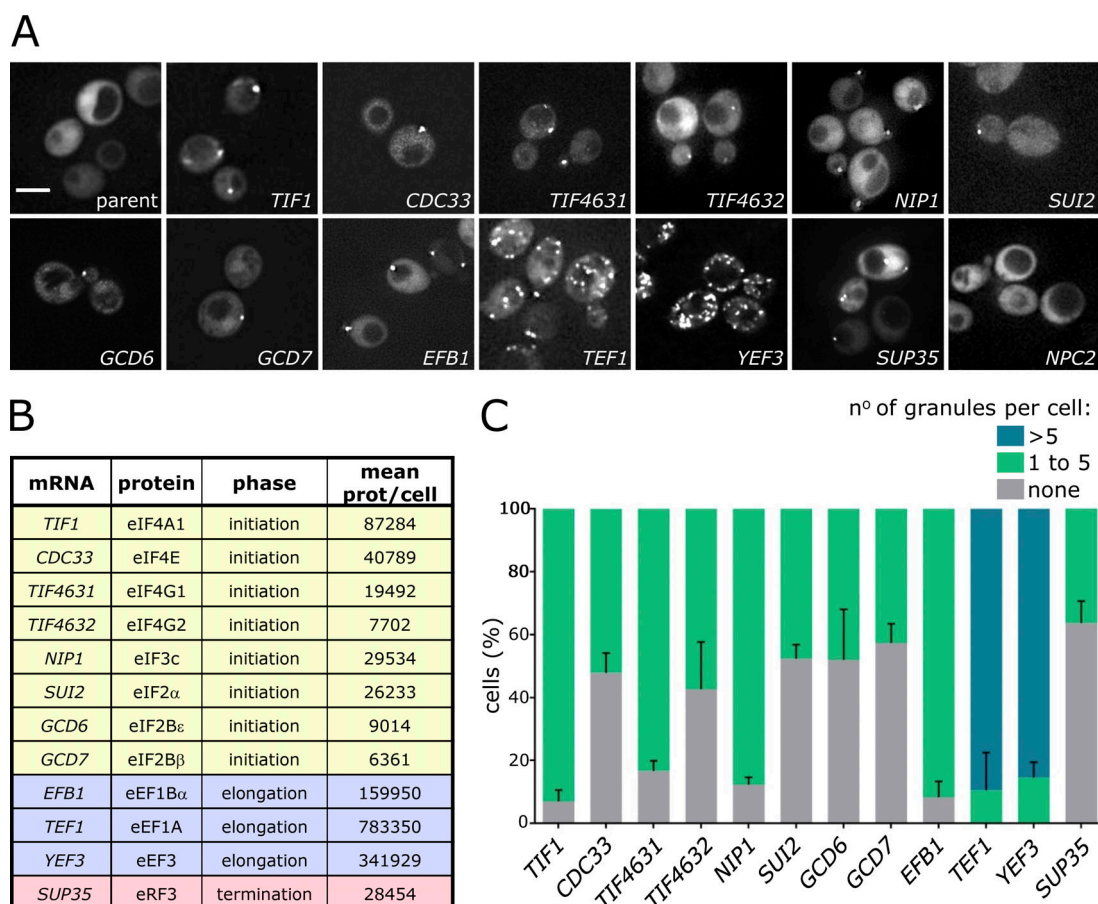 A
parent
TIF1
CDC33
TIF4631
TIF4632
NIP1
SUI2
GCD6
GCD7
EFB1
TEF1
YEF3
SUP35
NPC2
B
mRNA protein phase mean prot/cell
TIF1 eIF4A1 initiation 87284
CDC33 eIF4E initiation 40789
TIF4631 eIF4G1 initiation 19492
TIF4632 eIF4G2 initiation 7702
NIP1 eIF3c initiation 29534
SUI2 eIF2α initiation 26233
GCD6 eIF2Bε initiation 9014
GCD7 eIF2Bβ initiation 6361
EFB1 eEF1Bα elongation 159950
TEF1 eEF1A elongation 783350
YEF3 eEF3 elongation 341929
SUP35 eRF3 termination 28454
C
nº of granules per cell:
>5
1 to 5
none
cells (%)
100
80
60
40
20
0
TIF1
CDC33
TIF4631
TIF4632
NIP1
SUI2
GCD6
GCD7
EFB1
TEF1
YEF3
SUP35